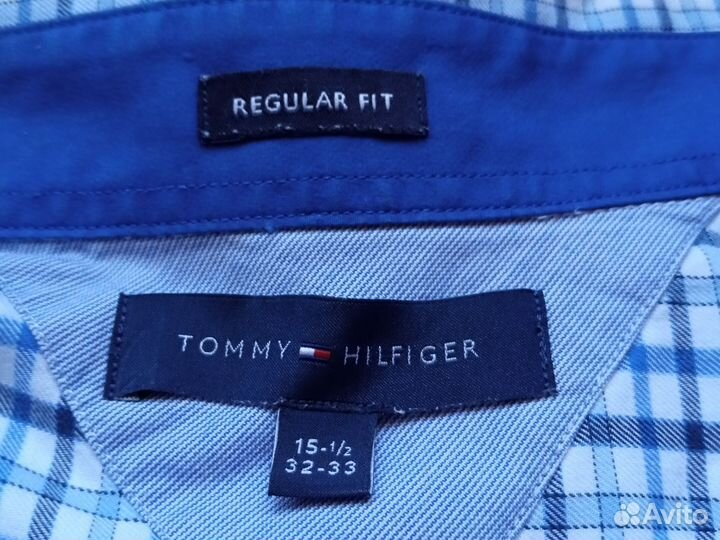 REGULAR FIT
TOMMY HILFIGER
15-1/2
32-33
Avito